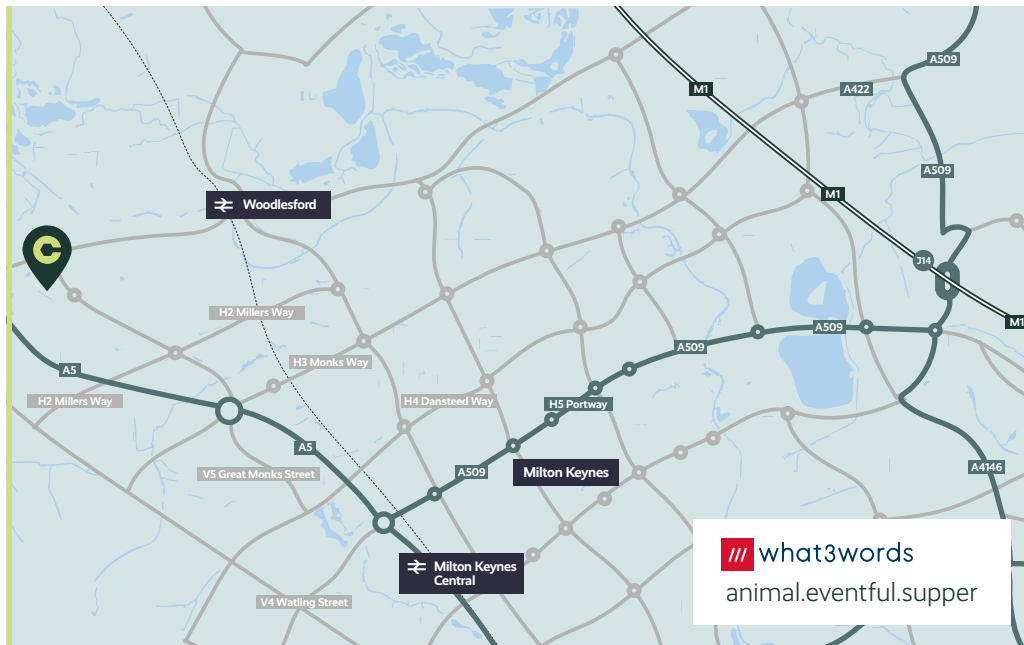 A509
M1
A422
A509
M1
Woodlesford
J14
H2 Millers Way
M1
A509
A509
H3 Monks Way
A5
H2 Millers Way
H4 Dansteed Way
H5 Portway
A5
A509
Milton Keynes
A4146
V5 Great Monks Street
what3words
Milton Keynes
Central
animal.eventful.supper
V4 Watling Street